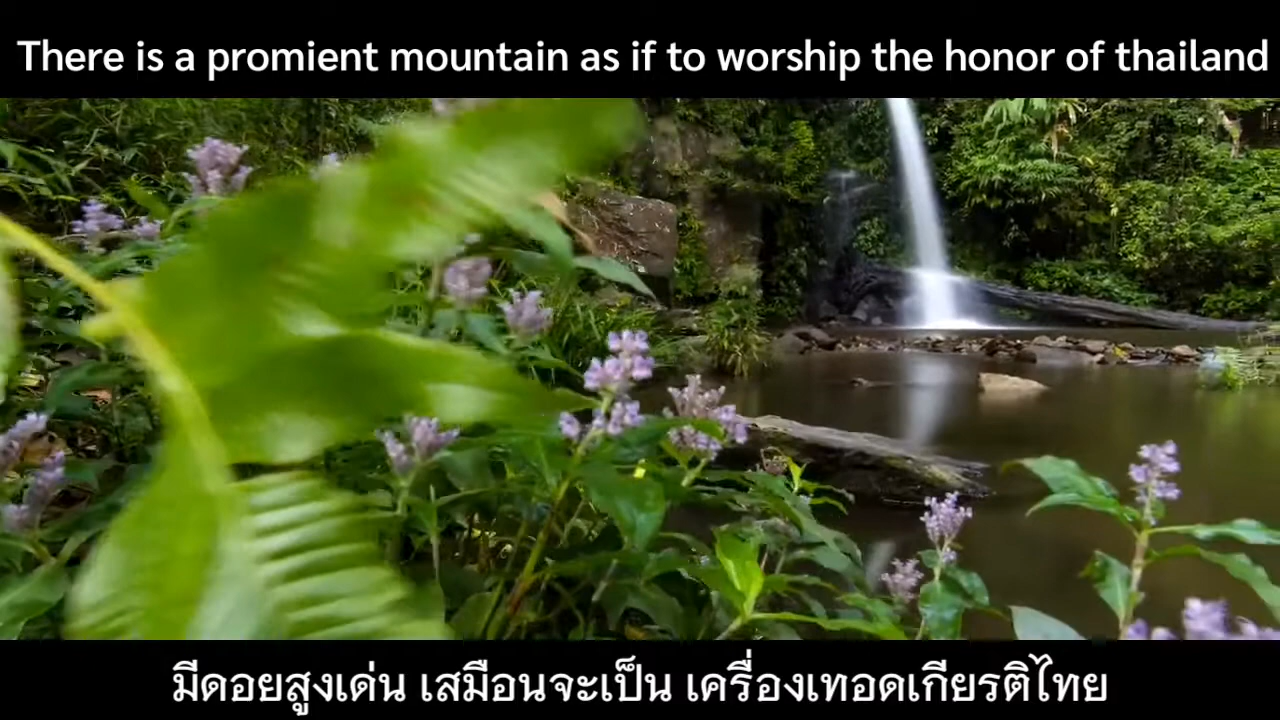 There is a promient mountain as if to worship the honor of thailand
มีดอยสูงเด่น เสมือนจะเป็น เครื่องเทอดเกียรติไทย